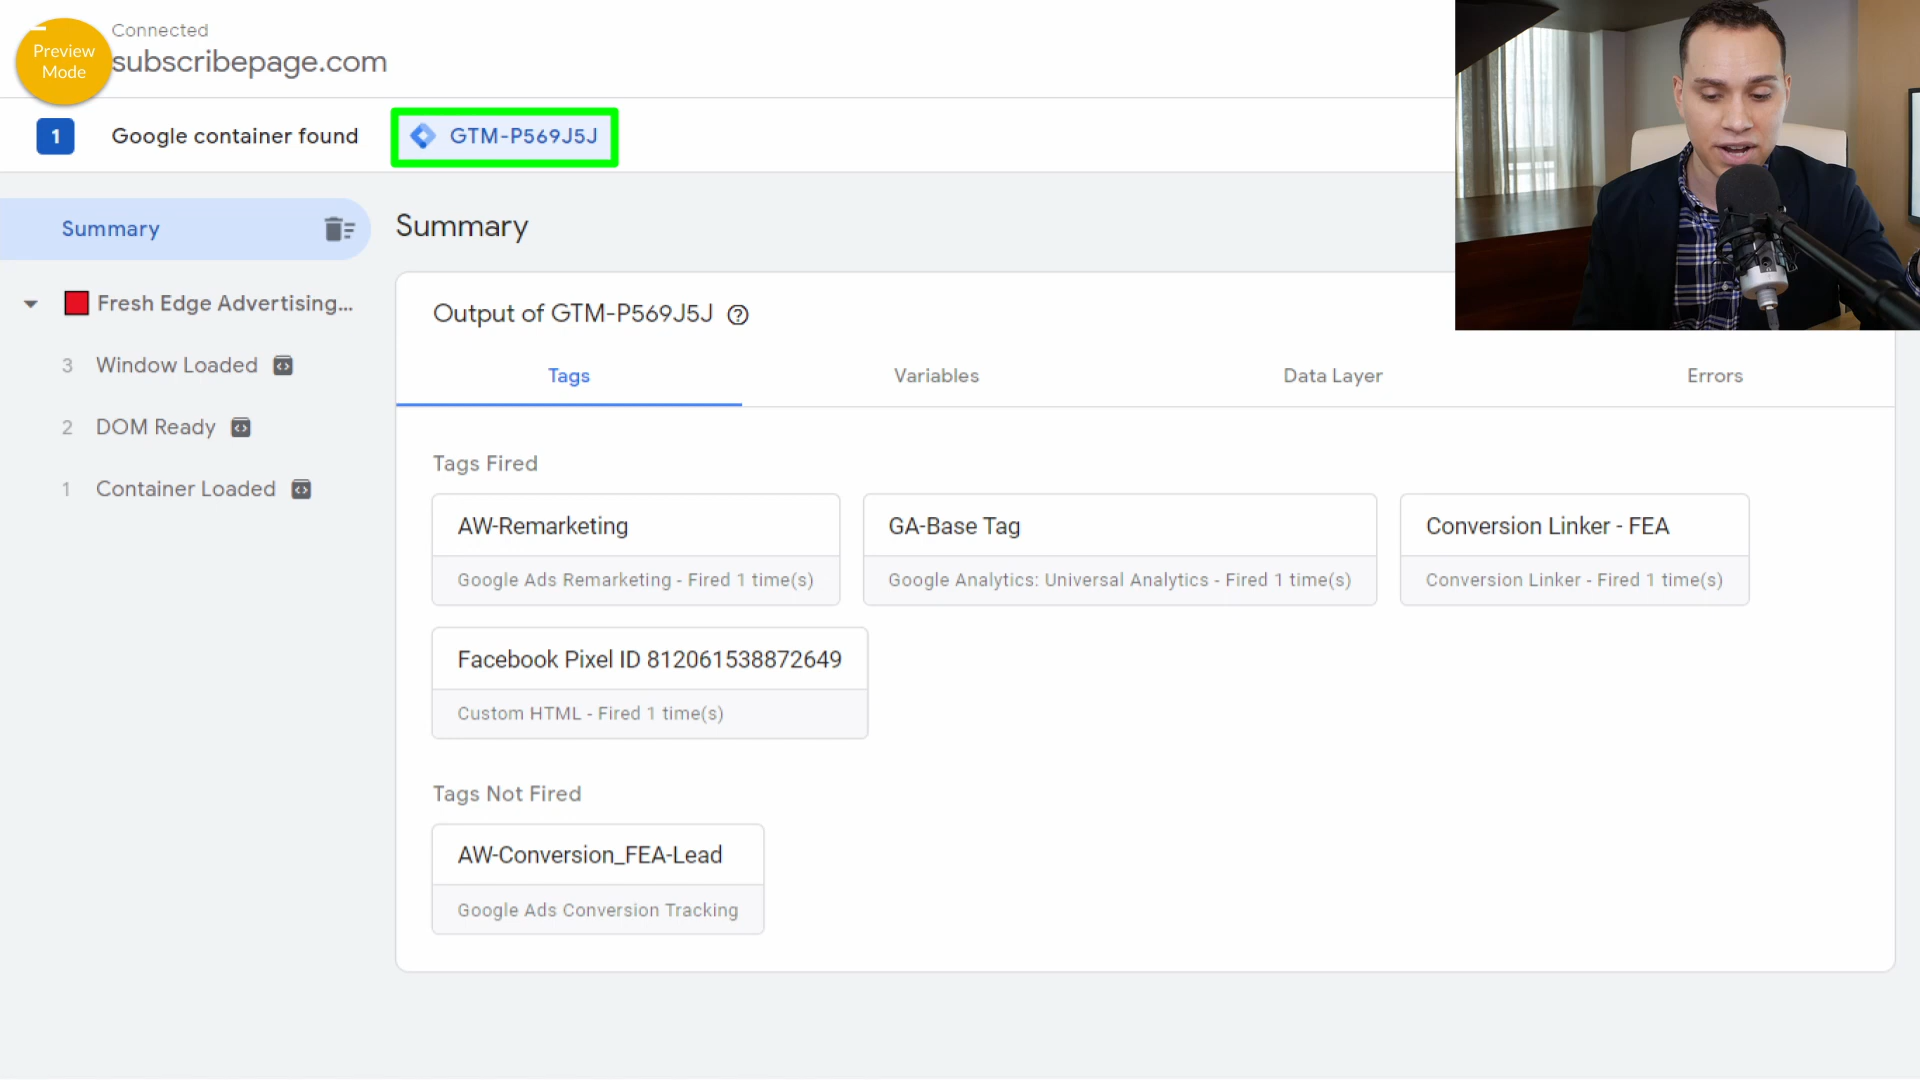 Preview
Mode
Connected
subscribepage.com
1 Google container found GTM-P569J5J
Summary
Fresh Edge Advertising...
3 Window Loaded
2 DOM Ready
1 Container Loaded
Summary
Output of GTM-P569J5J
Tags Variables Data Layer Errors
Tags Fired
AW-Remarketing
Google Ads Remarketing - Fired 1 time(s)
GA-Base Tag
Google Analytics: Universal Analytics - Fired 1 time(s)
Conversion Linker - FEA
Conversion Linker - Fired 1 time(s)
Facebook Pixel ID 812061538872649
Custom HTML - Fired 1 time(s)
Tags Not Fired
AW-Conversion_FEA-Lead
Google Ads Conversion Tracking